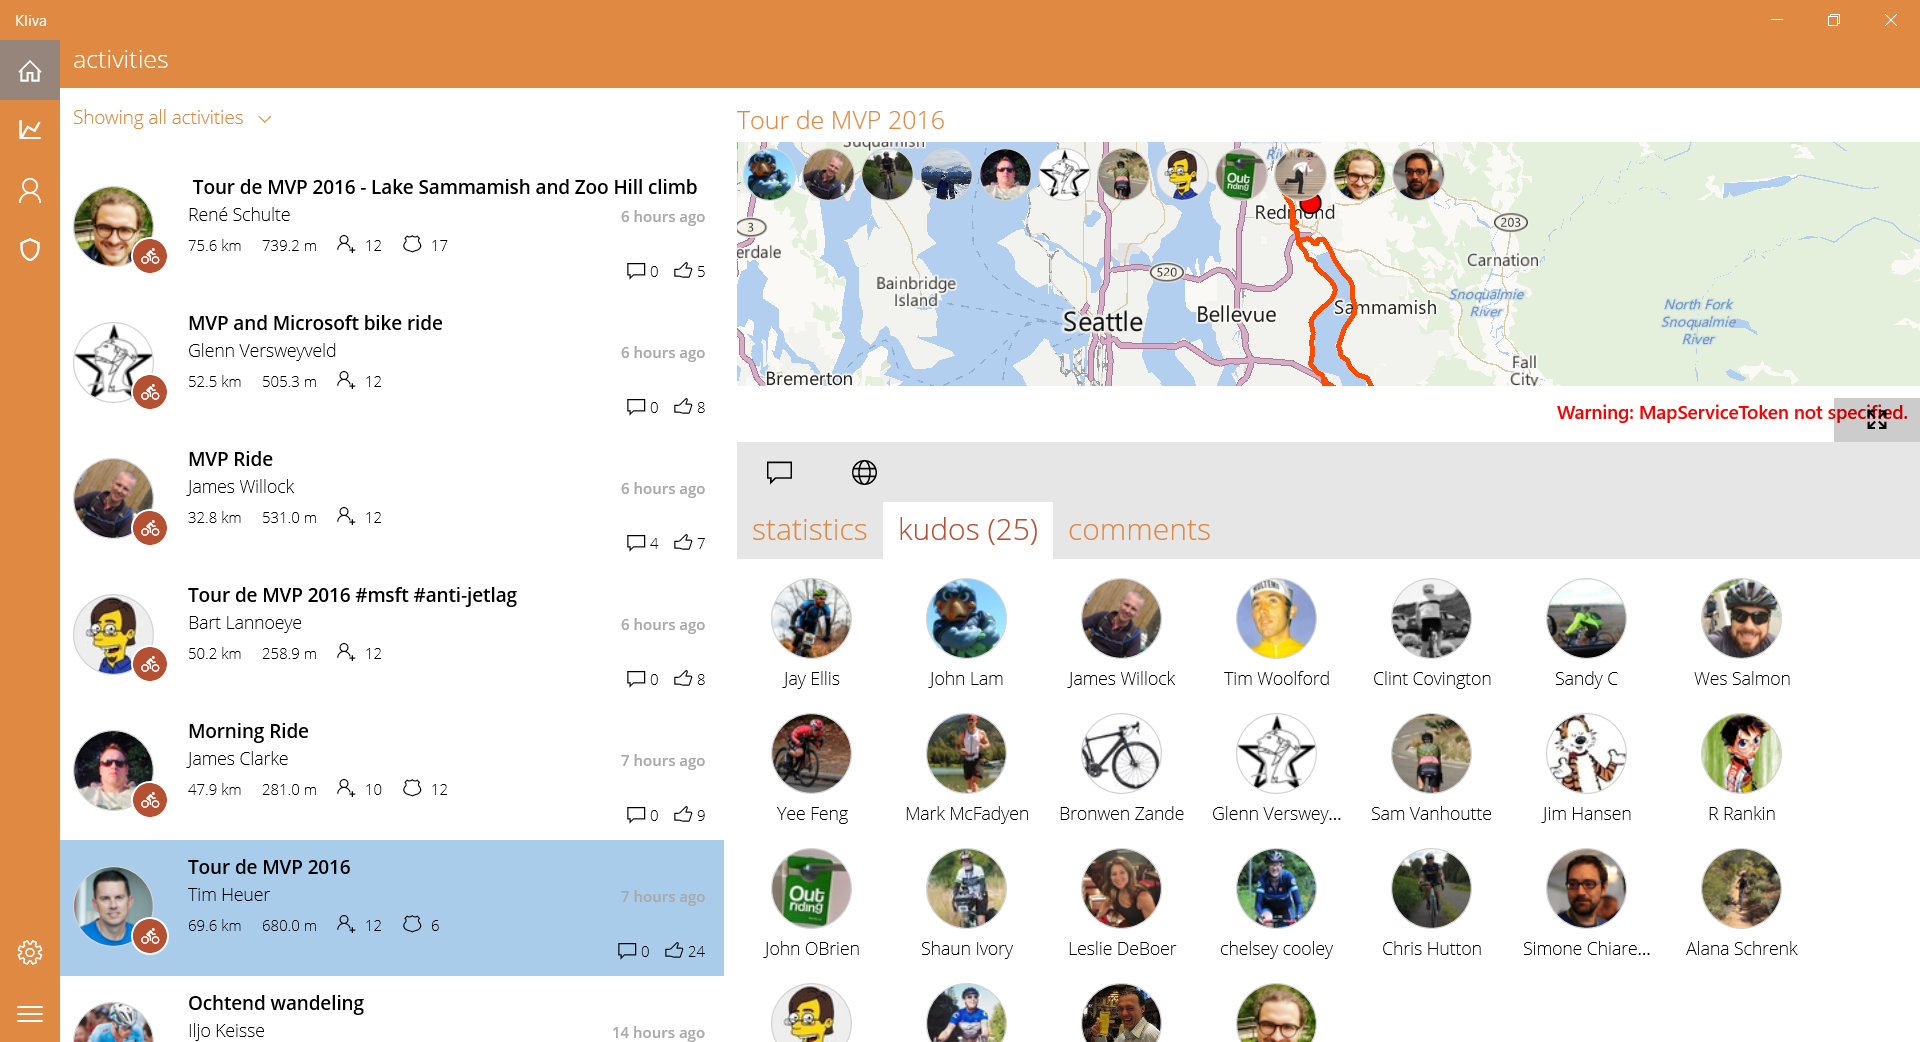 Kliva
activities
Showing all activities
Tour de MVP 2016 - Lake Sammamish and Zoo Hill climb
René Schulte
6 hours ago
75.6 km 739.2 m 12 17
0 5
MVP and Microsoft bike ride
Glenn Versweyveld
6 hours ago
52.5 km 505.3 m 12
0 8
MVP Ride
James Willock
6 hours ago
32.8 km 531.0 m 12
4 7
Tour de MVP 2016 #msft #anti-jetlag
Bart Lannoeye
6 hours ago
50.2 km 258.9 m 12
0 8
Morning Ride
James Clarke
7 hours ago
47.9 km 281.0 m 10 12
0 9
Tour de MVP 2016
Tim Heuer
7 hours ago
69.6 km 680.0 m 12 6
0 24
Ochtend wandeling
Iljo Keisse
14 hours ago
Tour de MVP 2016
Suquamish
Out
riding
Redmond
3
erdale
203
Carnation
520
Bainbridge
Island
Snoqualmie
River
North Fork
Snoqualmie
River
Sammamish
Bellevue
Seattle
Fall
City
Bremerton
Warning: MapServiceToken not specified.
statistics kudos (25) comments
Jay Ellis John Lam James Willock Tim Woolford Clint Covington Sandy C Wes Salmon
Yee Feng Mark McFadyen Bronwen Zande Glenn Verswey... Sam Vanhoutte Jim Hansen R Rankin
Out
riding
John OBrien Shaun Ivory Leslie DeBoer chelsey cooley Chris Hutton Simone Chiare... Alana Schrenk